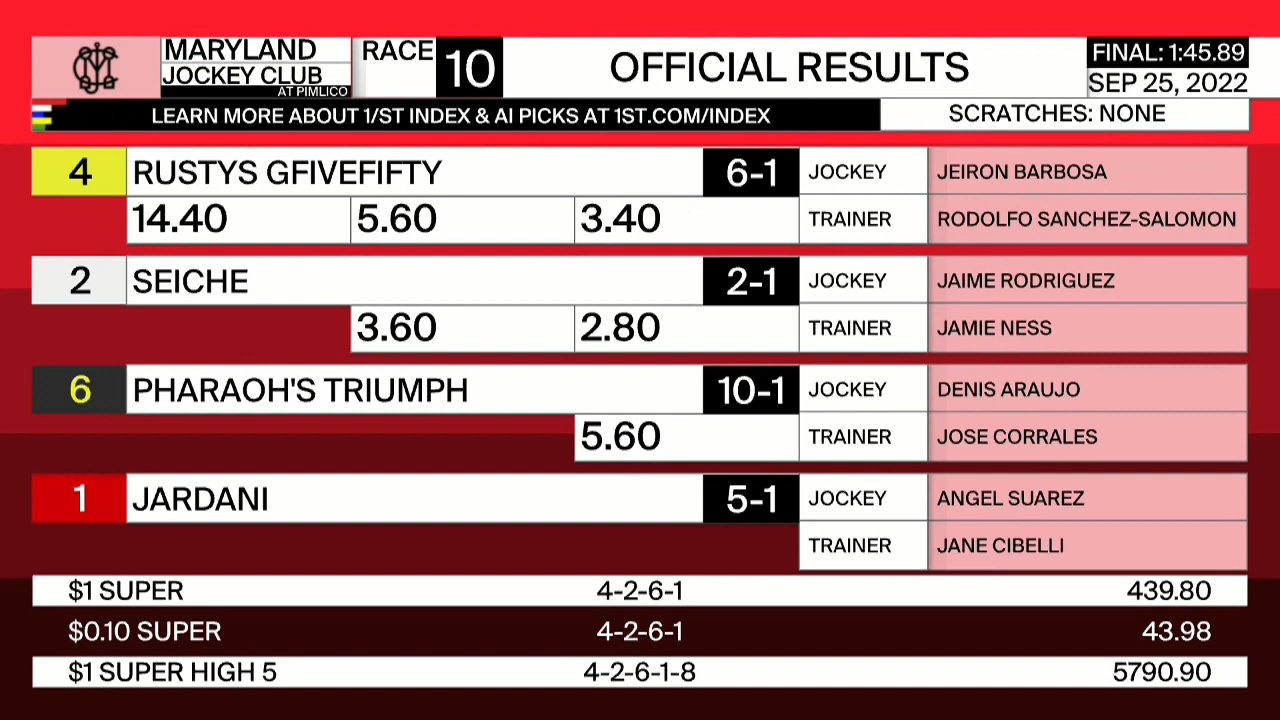 MARYLAND
JOCKEY CLUB
AT PIMLICO
RACE 10
OFFICIAL RESULTS
FINAL: 1:45.89
SEP 25, 2022
LEARN MORE ABOUT 1/ST INDEX & AI PICKS AT 1ST.COM/INDEX
SCRATCHES: NONE
4 RUSTYS GFIVEFIFTY 6-1 JOCKEY JEIRON BARBOSA
14.40 5.60 3.40 TRAINER RODOLFO SANCHEZ-SALOMON
2 SEICHE 2-1 JOCKEY JAIME RODRIGUEZ
3.60 2.80 TRAINER JAMIE NESS
6 PHARAOH'S TRIUMPH 10-1 JOCKEY DENIS ARAUJO
5.60 TRAINER JOSE CORRALES
1 JARDANI 5-1 JOCKEY ANGEL SUAREZ
TRAINER JANE CIBELLI
$1 SUPER 4-2-6-1 439.80
$0.10 SUPER 4-2-6-1 43.98
$1 SUPER HIGH 5 4-2-6-1-8 5790.90